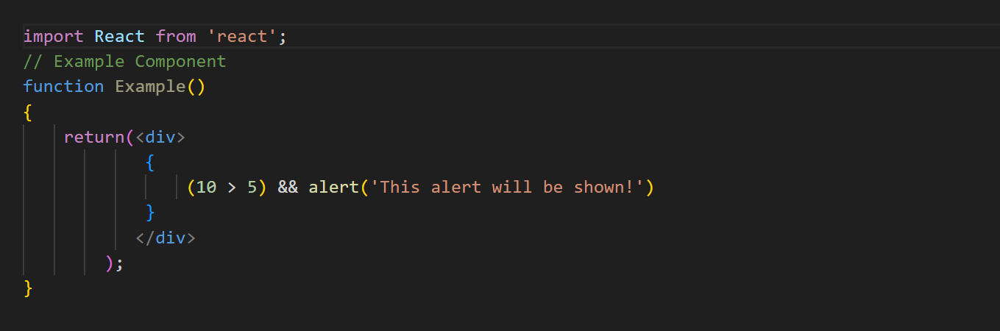 import React from 'react';
// Example Component
function Example()
{
    return(<div>
            {
                (10 > 5) && alert('This alert will be shown!')
            }
           </div>
        );
}